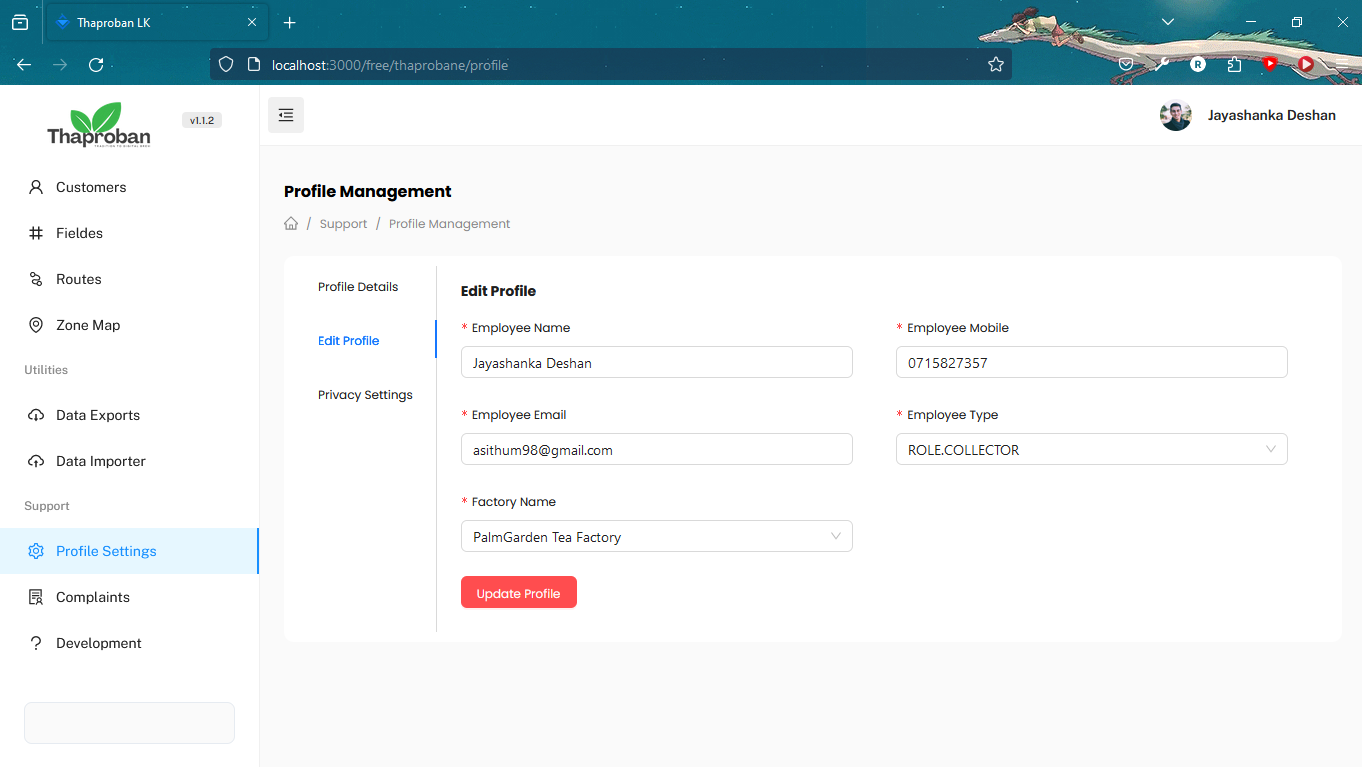 Thaproban LK
localhost:3000/free/thaprobane/profile
R
Thaproban
v1.1.2
Customers
Fieldes
Routes
Zone Map
Utilities
Data Exports
Data Importer
Support
Profile Settings
Complaints
Development
Jayashanka Deshan
Profile Management
/ Support / Profile Management
Profile Details
Edit Profile
Privacy Settings
Edit Profile
* Employee Name
* Employee Mobile
Jayashanka Deshan
0715827357
* Employee Email
* Employee Type
asithum98@gmail.com
ROLE.COLLECTOR
* Factory Name
PalmGarden Tea Factory
Update Profile